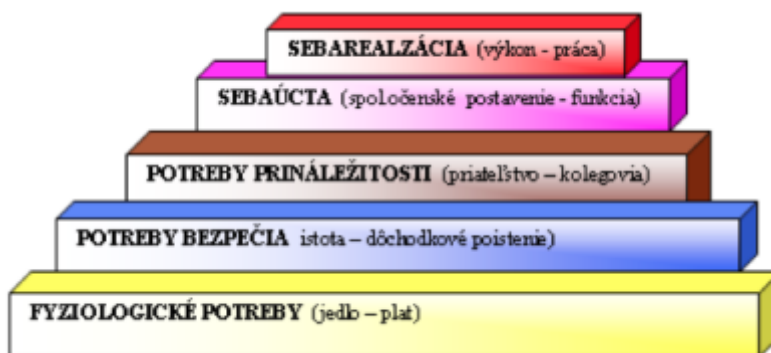 SEBAREALZÁCIA (výkon - práca)
SEBAÚCTA (spoločenské postavenie - funkcia)
POTREBY PRINÁLEŽITOSTI (priateľstvo – kolegovia)
POTREBY BEZPEČIA istota – dôchodkové poistenie)
FYZIOLOGICKÉ POTREBY (jedlo – plat)